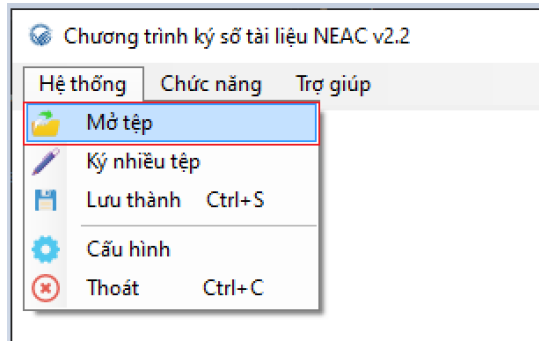 Chương trình ký số tài liệu NEAC v2.2
Hệ thống Chức năng Trợ giúp
Mở tệp
Ký nhiều tệp
Lưu thành Ctrl+S
Cấu hình
Thoát Ctrl+C